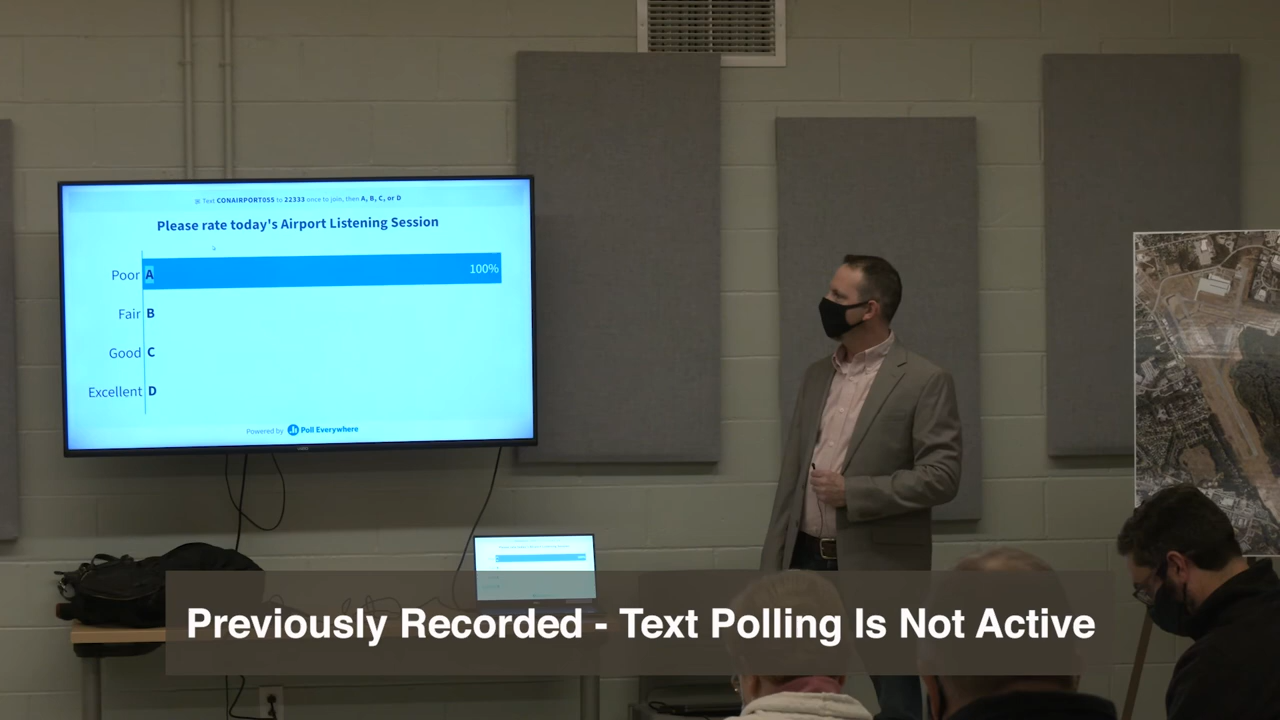 Text CONAIRPORT055 to 22333 once to join, then A, B, C, or D
Please rate today's Airport Listening Session
Poor A 100%
Fair B
Good C
Excellent D
Powered by Poll Everywhere
Previously Recorded - Text Polling Is Not Active